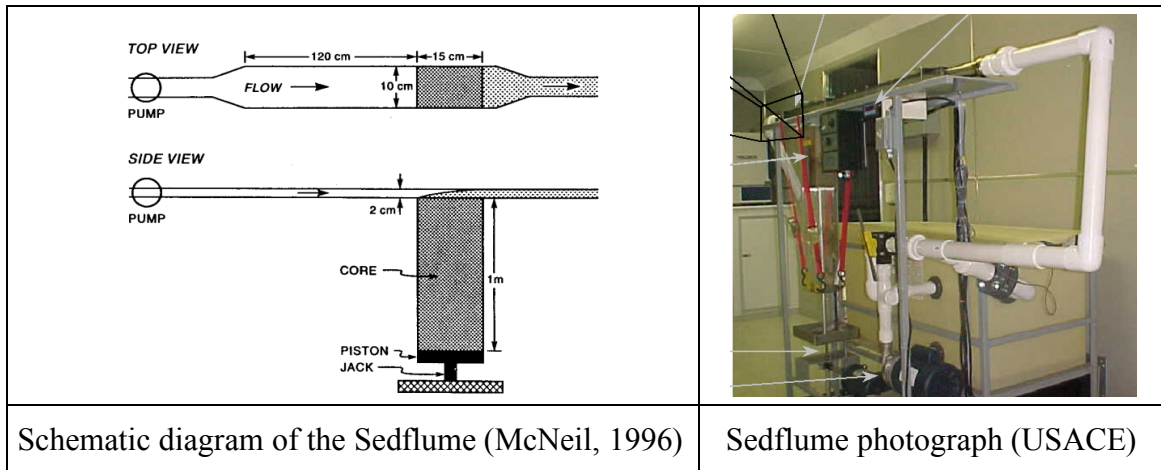 TOP VIEW
120 cm
15 cm
FLOW
10 cm
PUMP
SIDE VIEW
PUMP
2 cm
CORE
1m
PISTON
JACK
Schematic diagram of the Sedflume (McNeil, 1996)
Sedflume photograph (USACE)